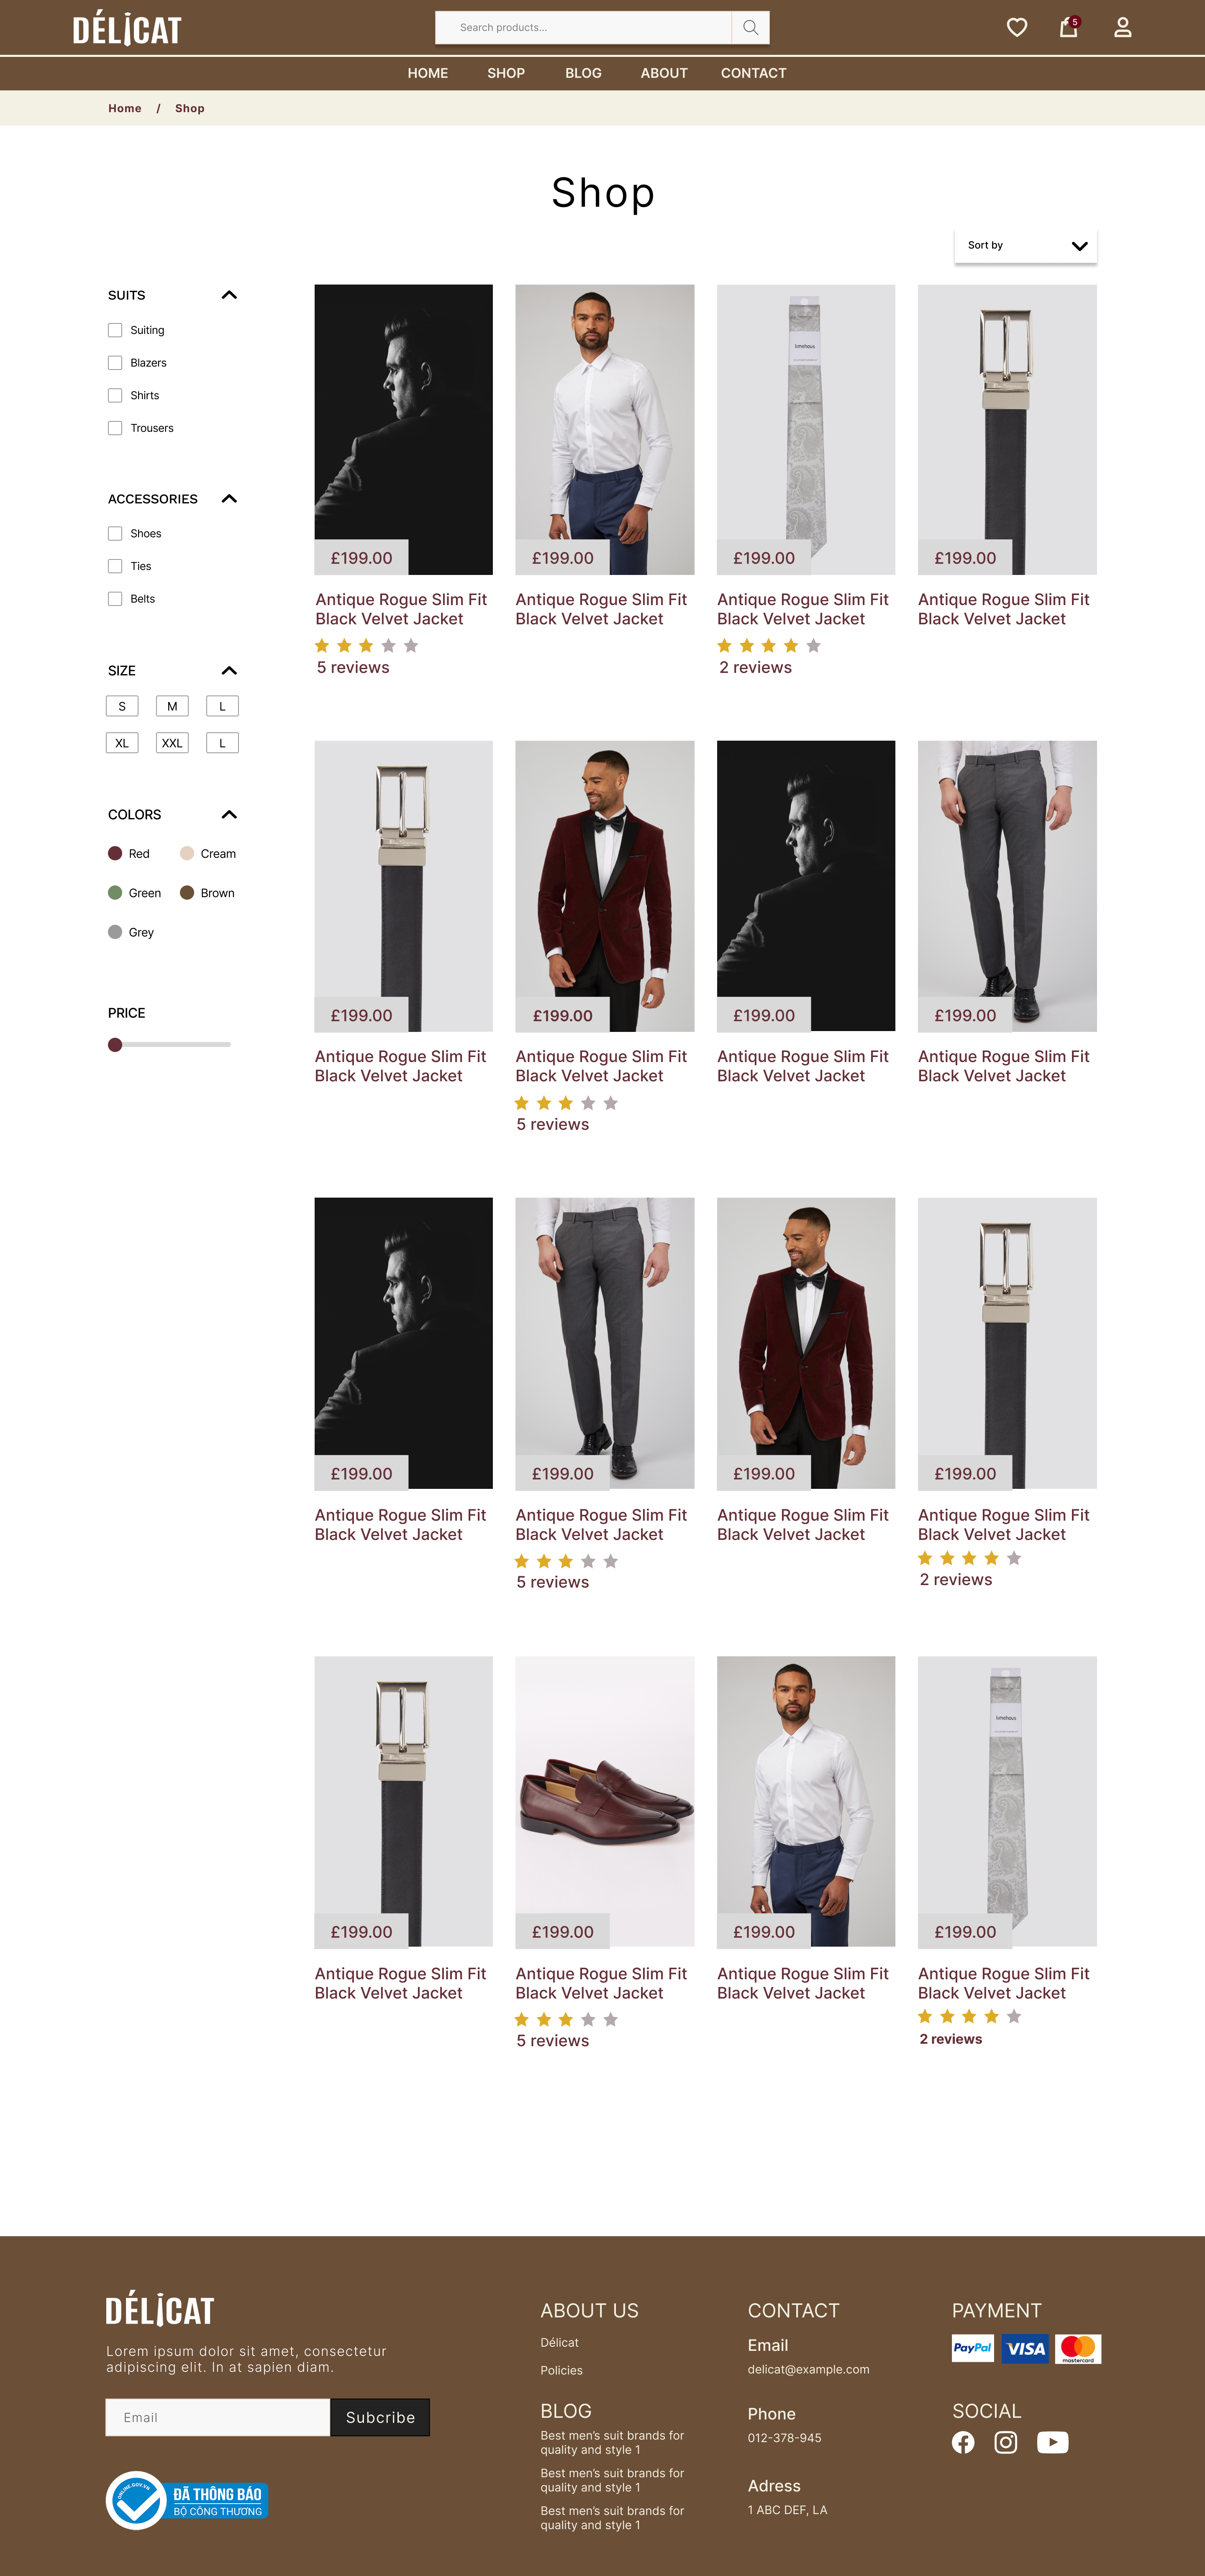 DÉLiCAT
Search products...
5
HOME SHOP BLOG ABOUT CONTACT
Home / Shop
Shop
Sort by
SUITS
Suiting
Blazers
Shirts
Trousers
ACCESSORIES
Shoes
Ties
Belts
SIZE
S M L
XL XXL L
COLORS
Red Cream
Green Brown
Grey
PRICE
limehaus
£199.00 £199.00 £199.00 £199.00
Antique Rogue Slim Fit Antique Rogue Slim Fit Antique Rogue Slim Fit Antique Rogue Slim Fit
Black Velvet Jacket Black Velvet Jacket Black Velvet Jacket Black Velvet Jacket
5 reviews 2 reviews
£199.00 £199.00 £199.00 £199.00
Antique Rogue Slim Fit Antique Rogue Slim Fit Antique Rogue Slim Fit Antique Rogue Slim Fit
Black Velvet Jacket Black Velvet Jacket Black Velvet Jacket Black Velvet Jacket
5 reviews
£199.00 £199.00 £199.00 £199.00
Antique Rogue Slim Fit Antique Rogue Slim Fit Antique Rogue Slim Fit Antique Rogue Slim Fit
Black Velvet Jacket Black Velvet Jacket Black Velvet Jacket Black Velvet Jacket
5 reviews 2 reviews
limehaus
£199.00 £199.00 £199.00 £199.00
Antique Rogue Slim Fit Antique Rogue Slim Fit Antique Rogue Slim Fit Antique Rogue Slim Fit
Black Velvet Jacket Black Velvet Jacket Black Velvet Jacket Black Velvet Jacket
5 reviews 2 reviews
DÉLiCAT
Lorem ipsum dolor sit amet, consectetur
adipiscing elit. In at sapien diam.
Email Subcribe
ONLINE.GOV.VN
ĐÃ THÔNG BÁO
BỘ CÔNG THƯƠNG
ABOUT US
Délicat
Policies
BLOG
Best men's suit brands for
quality and style 1
Best men's suit brands for
quality and style 1
Best men's suit brands for
quality and style 1
CONTACT
Email
delicat@example.com
Phone
012-378-945
Adress
1 ABC DEF, LA
PAYMENT
PayPal VISA mastercard
SOCIAL